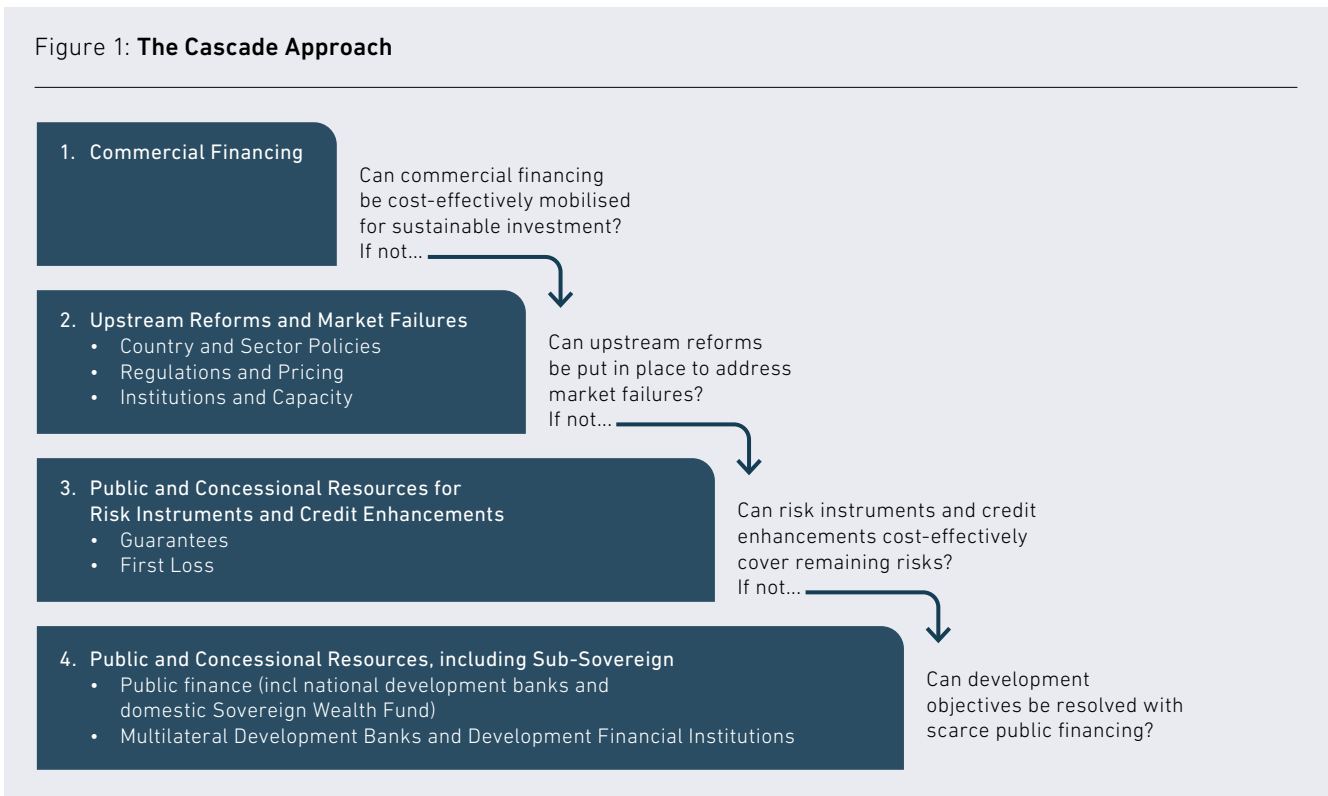 Figure 1: The Cascade Approach
1. Commercial Financing
Can commercial financing
be cost-effectively mobilised
for sustainable investment?
If not...
2. Upstream Reforms and Market Failures
• Country and Sector Policies
• Regulations and Pricing
• Institutions and Capacity
Can upstream reforms
be put in place to address
market failures?
If not...
3. Public and Concessional Resources for
Risk Instruments and Credit Enhancements
• Guarantees
• First Loss
Can risk instruments and credit
enhancements cost-effectively
cover remaining risks?
If not...
4. Public and Concessional Resources, including Sub-Sovereign
• Public finance (incl national development banks and
domestic Sovereign Wealth Fund)
• Multilateral Development Banks and Development Financial Institutions
Can development
objectives be resolved with
scarce public financing?